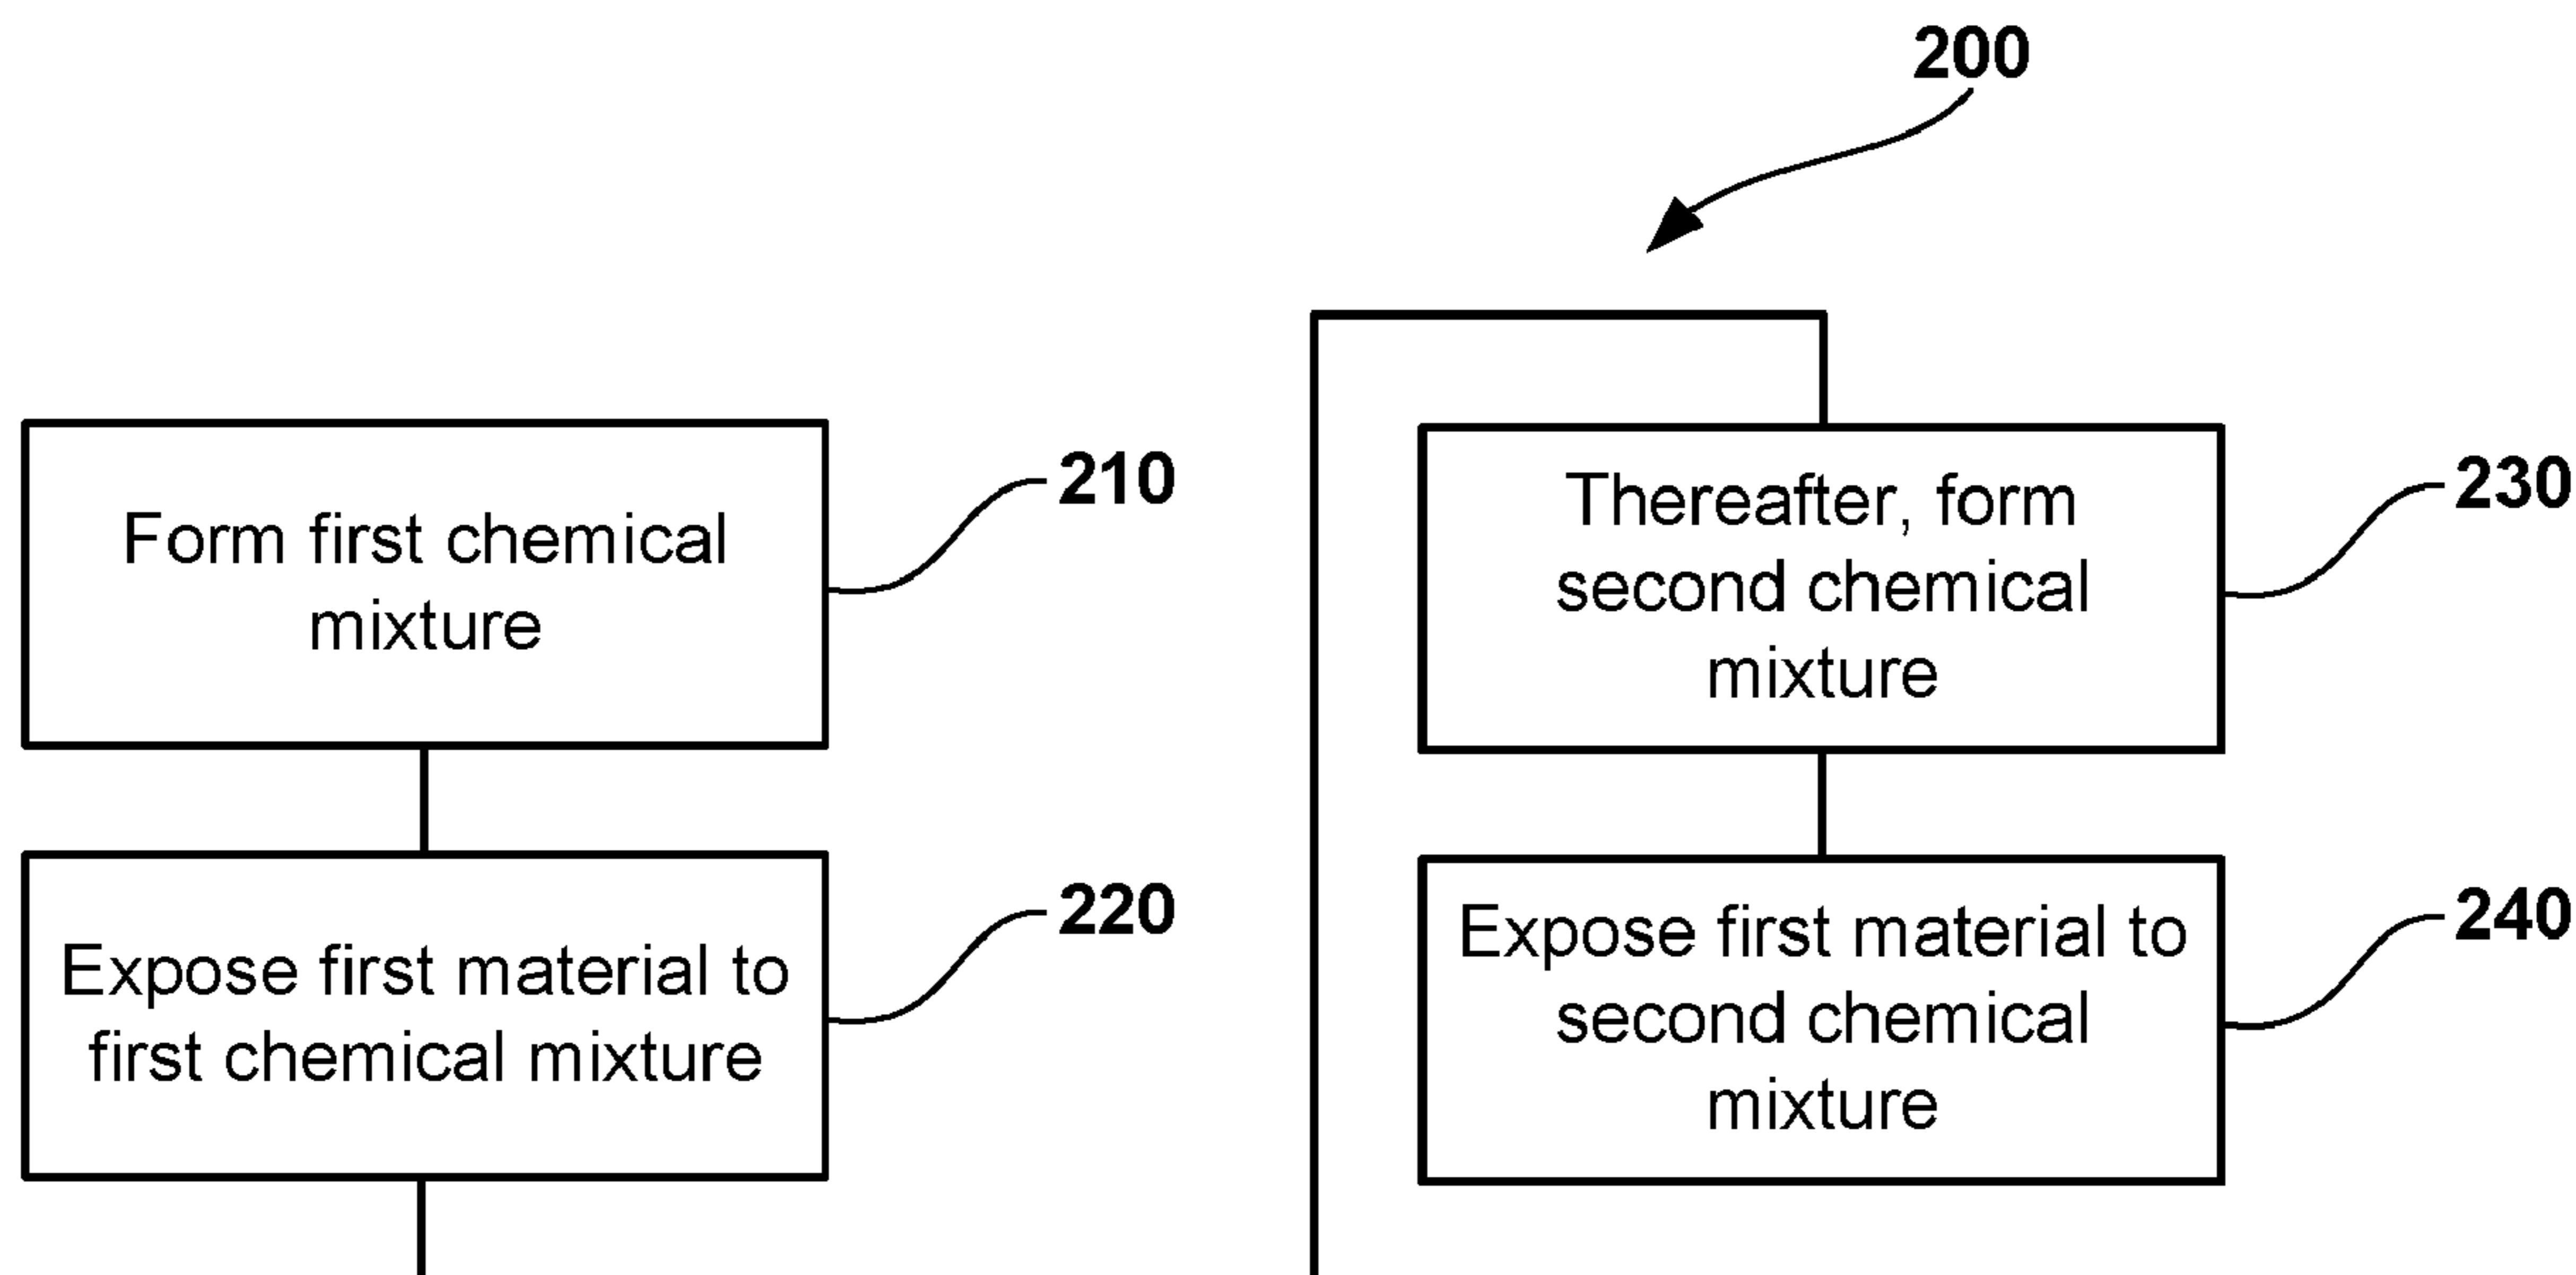 200
Form first chemical
mixture
210
Expose first material to
first chemical mixture
220
Thereafter, form
second chemical
mixture
230
Expose first material to
second chemical
mixture
240